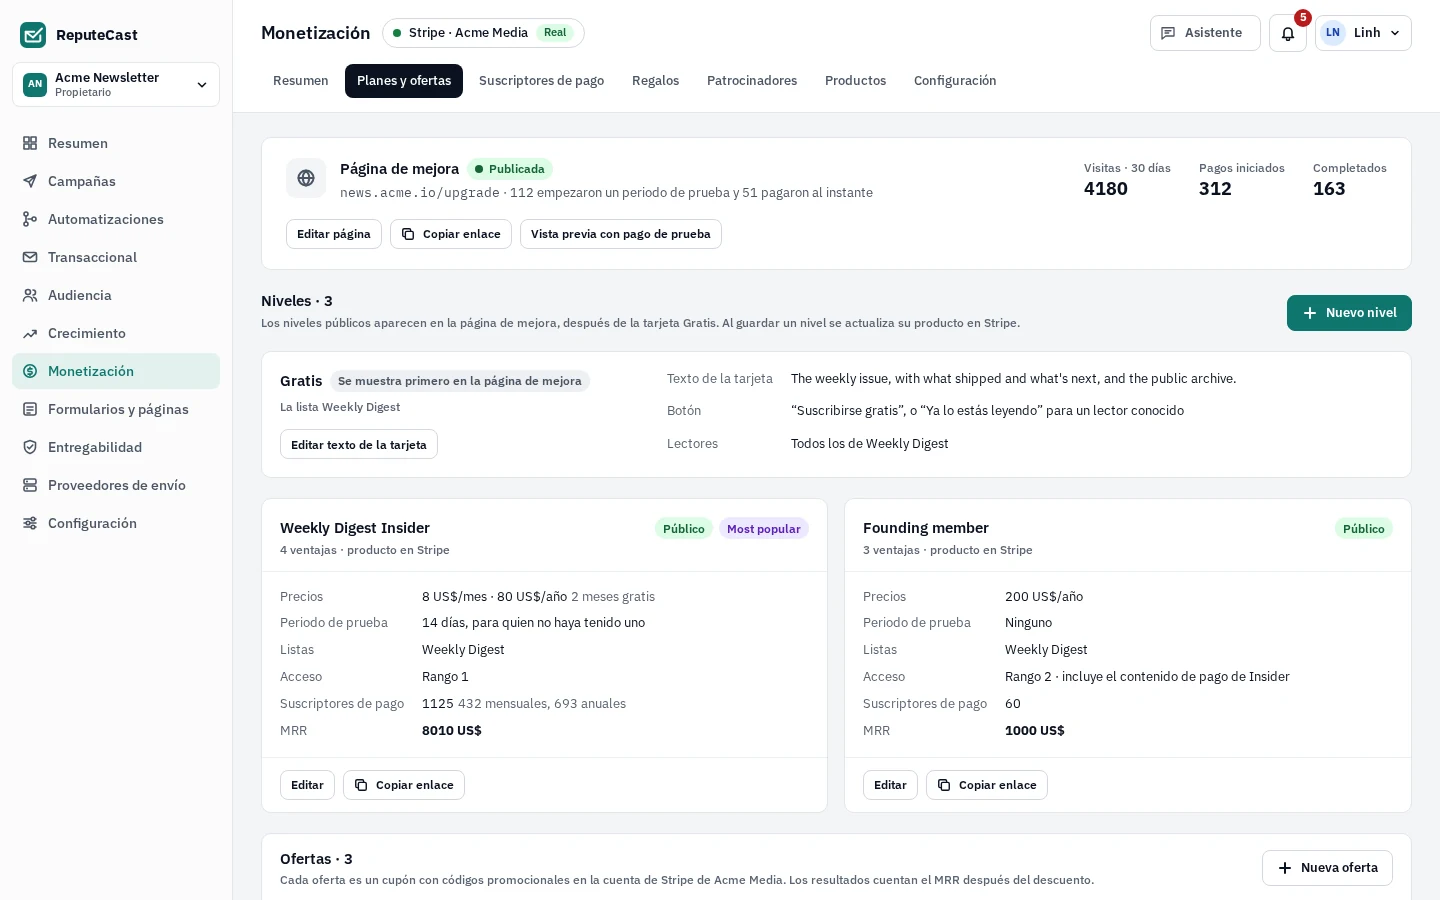 ReputeCast
AN
Acme Newsletter
Propietario
Resumen
Campañas
Automatizaciones
Transaccional
Audiencia
Crecimiento
Monetización
Formularios y páginas
Entregabilidad
Proveedores de envío
Configuración
Monetización
Stripe · Acme Media Real
Asistente
5
LN Linh
Resumen Planes y ofertas Suscriptores de pago Regalos Patrocinadores Productos Configuración
Página de mejora Publicada
news.acme.io/upgrade · 112 empezaron un periodo de prueba y 51 pagaron al instante
Visitas · 30 días Pagos iniciados Completados
4180 312 163
Editar página Copiar enlace Vista previa con pago de prueba
Niveles · 3
Los niveles públicos aparecen en la página de mejora, después de la tarjeta Gratis. Al guardar un nivel se actualiza su producto en Stripe.
Nuevo nivel
Gratis Se muestra primero en la página de mejora
La lista Weekly Digest
Editar texto de la tarjeta
Texto de la tarjeta The weekly issue, with what shipped and what's next, and the public archive.
Botón “Suscribirse gratis”, o “Ya lo estás leyendo” para un lector conocido
Lectores Todos los de Weekly Digest
Weekly Digest Insider Público Most popular
4 ventajas · producto en Stripe
Precios 8 US$/mes · 80 US$/año 2 meses gratis
Periodo de prueba 14 días, para quien no haya tenido uno
Listas Weekly Digest
Acceso Rango 1
Suscriptores de pago 1125 432 mensuales, 693 anuales
MRR 8010 US$
Editar Copiar enlace
Founding member Público
3 ventajas · producto en Stripe
Precios 200 US$/año
Periodo de prueba Ninguno
Listas Weekly Digest
Acceso Rango 2 · incluye el contenido de pago de Insider
Suscriptores de pago 60
MRR 1000 US$
Editar Copiar enlace
Ofertas · 3
Cada oferta es un cupón con códigos promocionales en la cuenta de Stripe de Acme Media. Los resultados cuentan el MRR después del descuento.
Nueva oferta